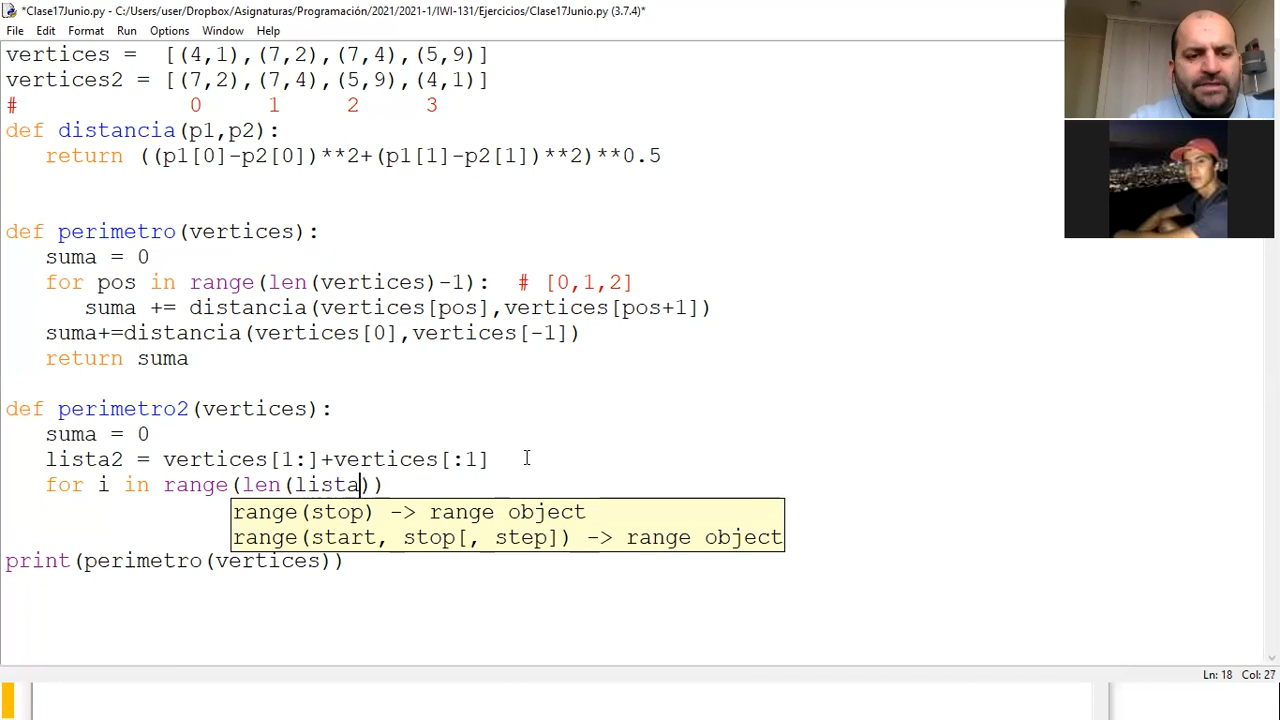 *Clase17Junio.py - C:/Users/user/Dropbox/Asignaturas/Programación/2021/2021-1/IWI-131/Ejercicios/Clase17Junio.py (3.7.4)*
File Edit Format Run Options Window Help
vertices =  [(4,1),(7,2),(7,4),(5,9)]
vertices2 = [(7,2),(7,4),(5,9),(4,1)]
# 0 1 2 3
def distancia(p1,p2):
return ((p1[0]-p2[0])**2+(p1[1]-p2[1])**2)**0.5
def perimetro(vertices):
suma = 0
for pos in range(len(vertices)-1):  # [0,1,2]
suma += distancia(vertices[pos],vertices[pos+1])
suma+=distancia(vertices[0],vertices[-1])
return suma
def perimetro2(vertices):
suma = 0
lista2 = vertices[1:]+vertices[:1]
for i in range(len(lista))
range(stop) -> range object
range(start, stop[, step]) -> range object
print(perimetro(vertices))
Ln: 18 Col: 27